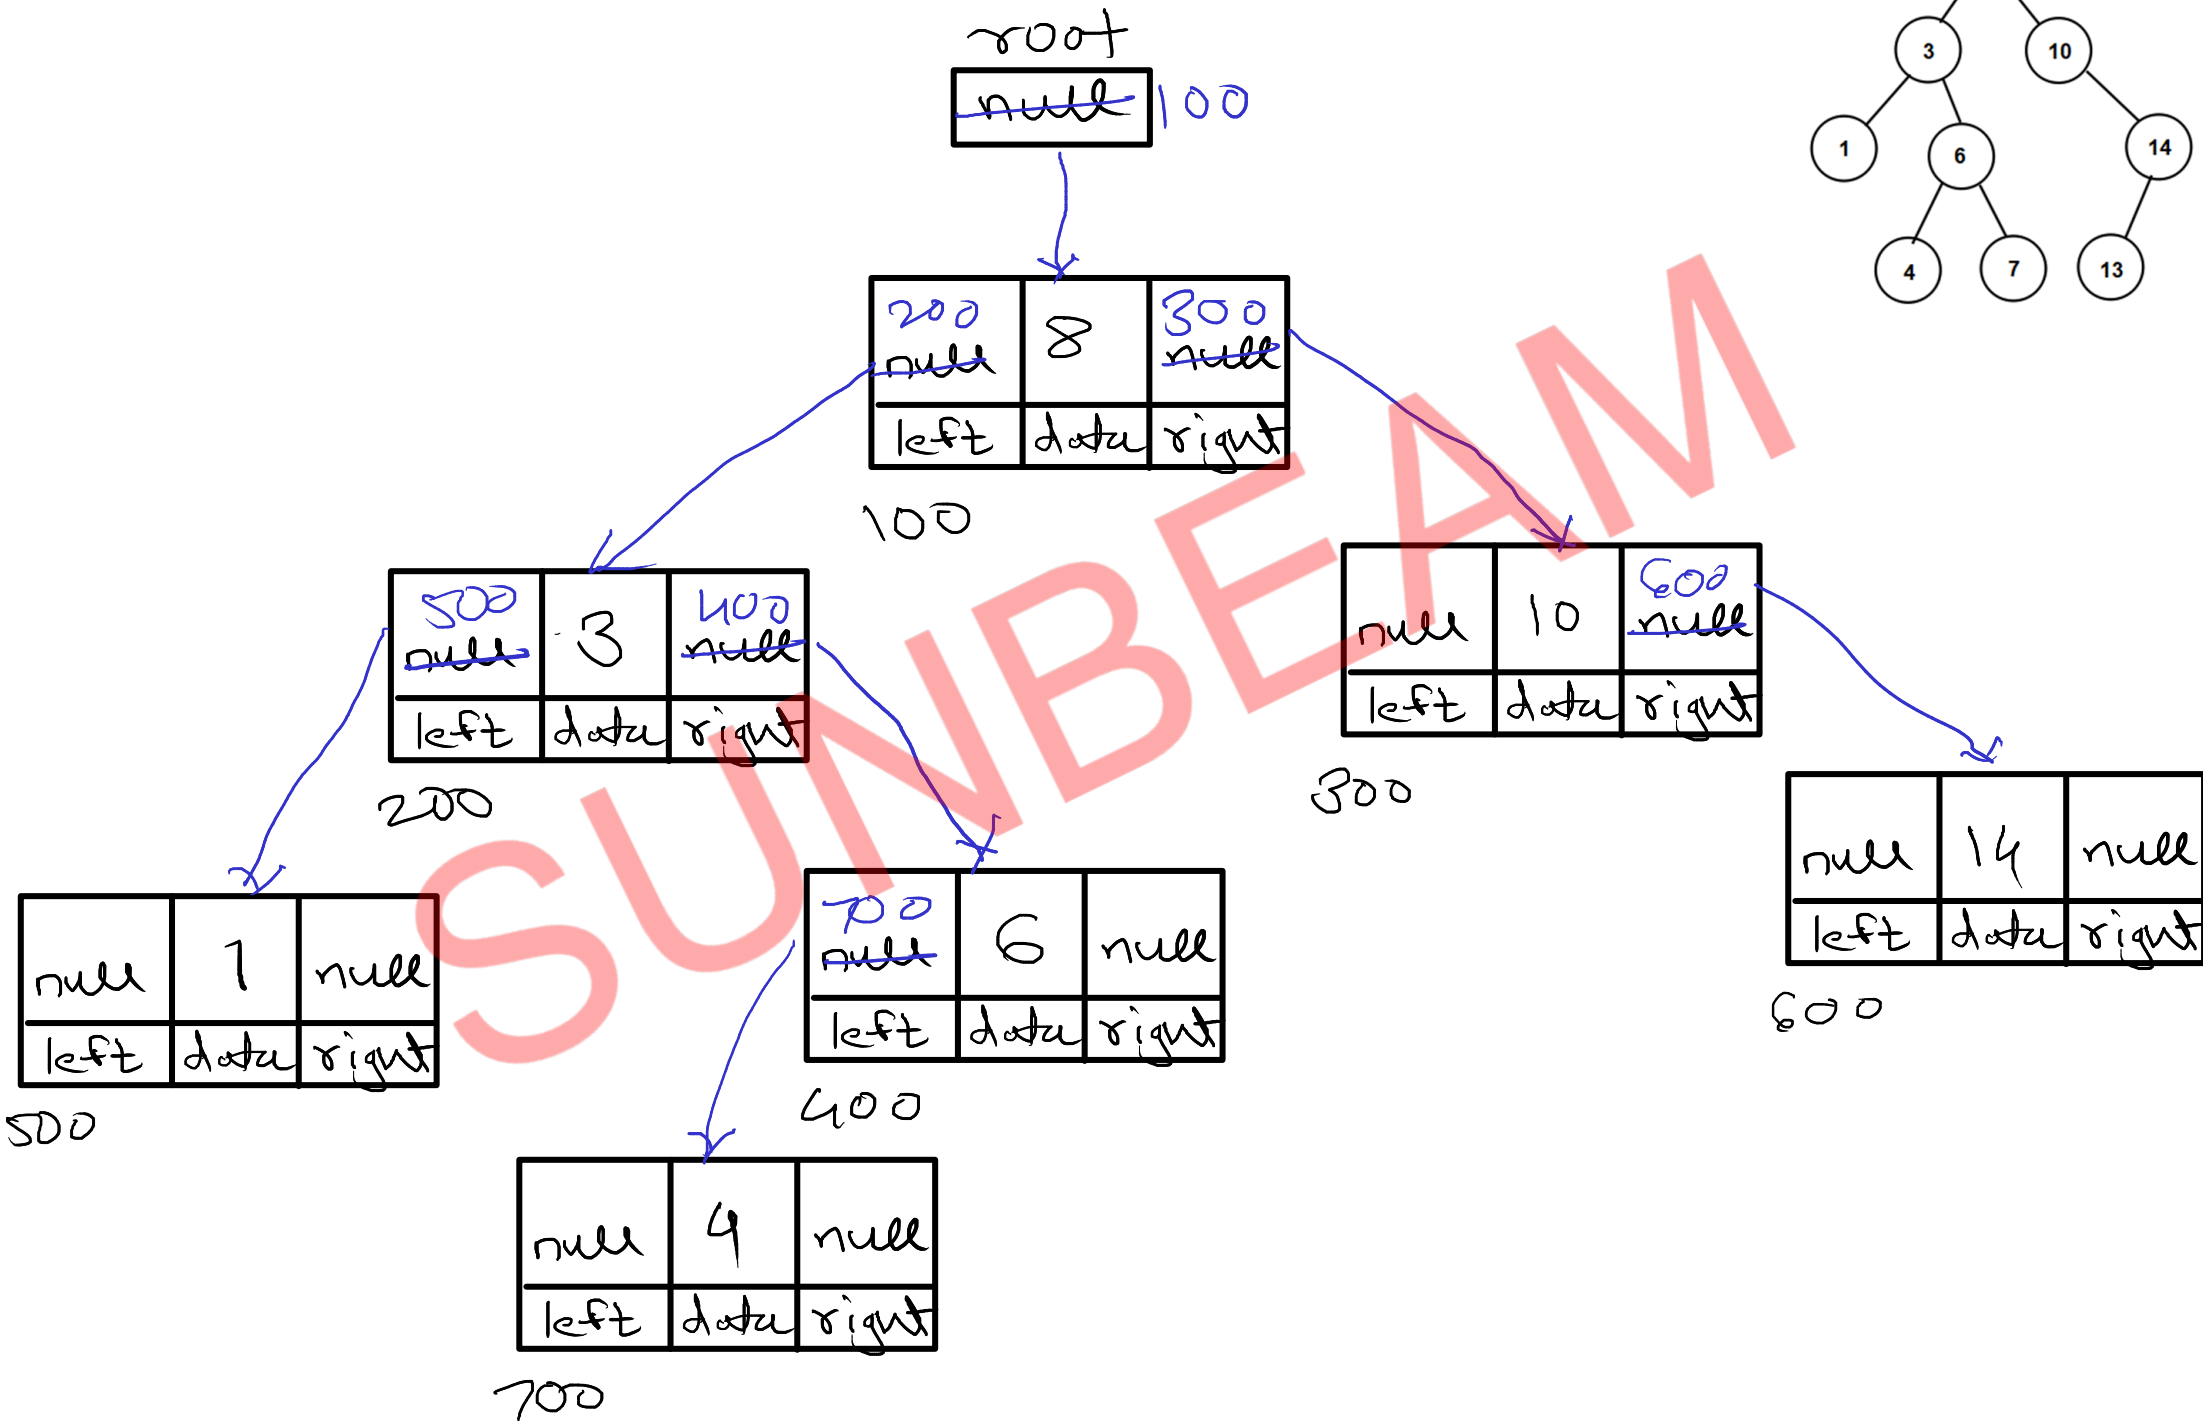 root
null 100
3 10
1 6 14
4 7 13
200 8 300
null null
left data right
100
500 3 400
null null
left data right
200
600
null 10 null
left data right
300
null 14 null
left data right
600
null 1 null
left data right
500
700 6 null
null
left data right
400
null 4 null
left data right
700
SUNBEAM